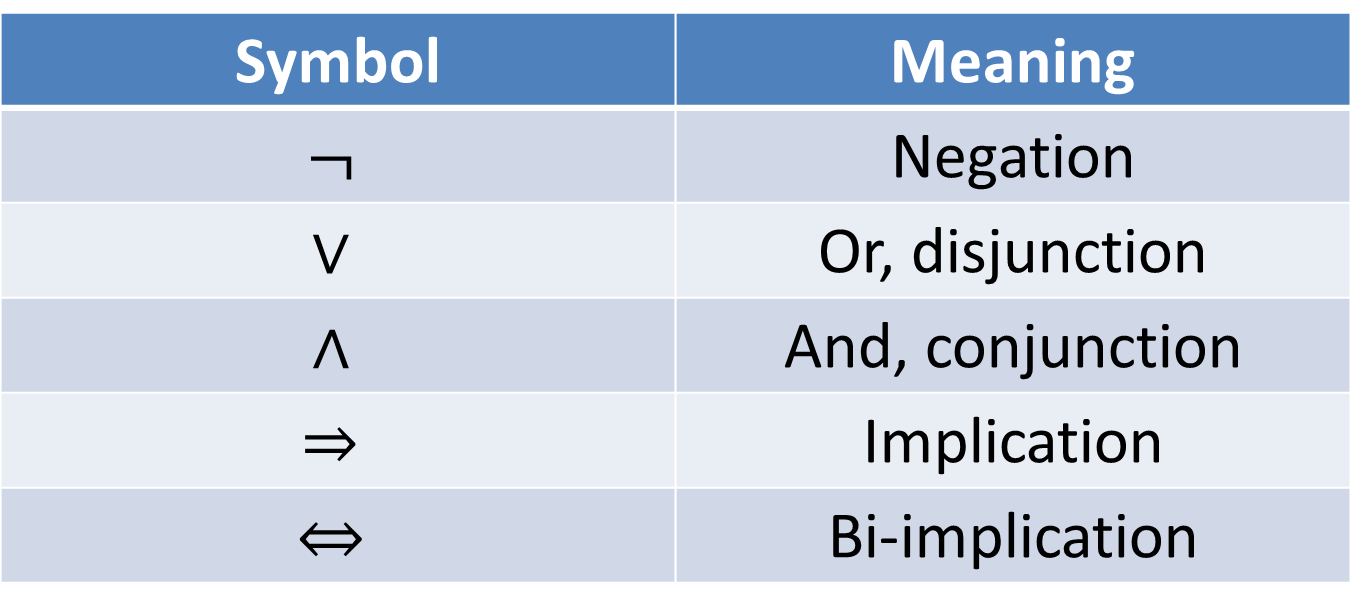 Symbol Meaning
¬ Negation
∨ Or, disjunction
∧ And, conjunction
⇒ Implication
⇔ Bi-implication